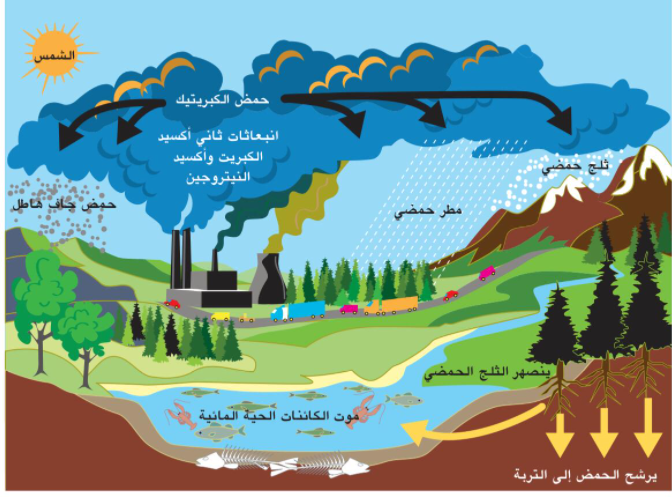 الشمس
حمض الكبريتيك
انبعاثات ثاني أكسيد
الكبريت وأكسيد
النيتروجين
ثلج حمضي
حمض جاف هاطل
مطر حمضي
ينصهر الثلج الحمضي
موت الكائنات الحية المائية
يرشح الحمض إلى التربة